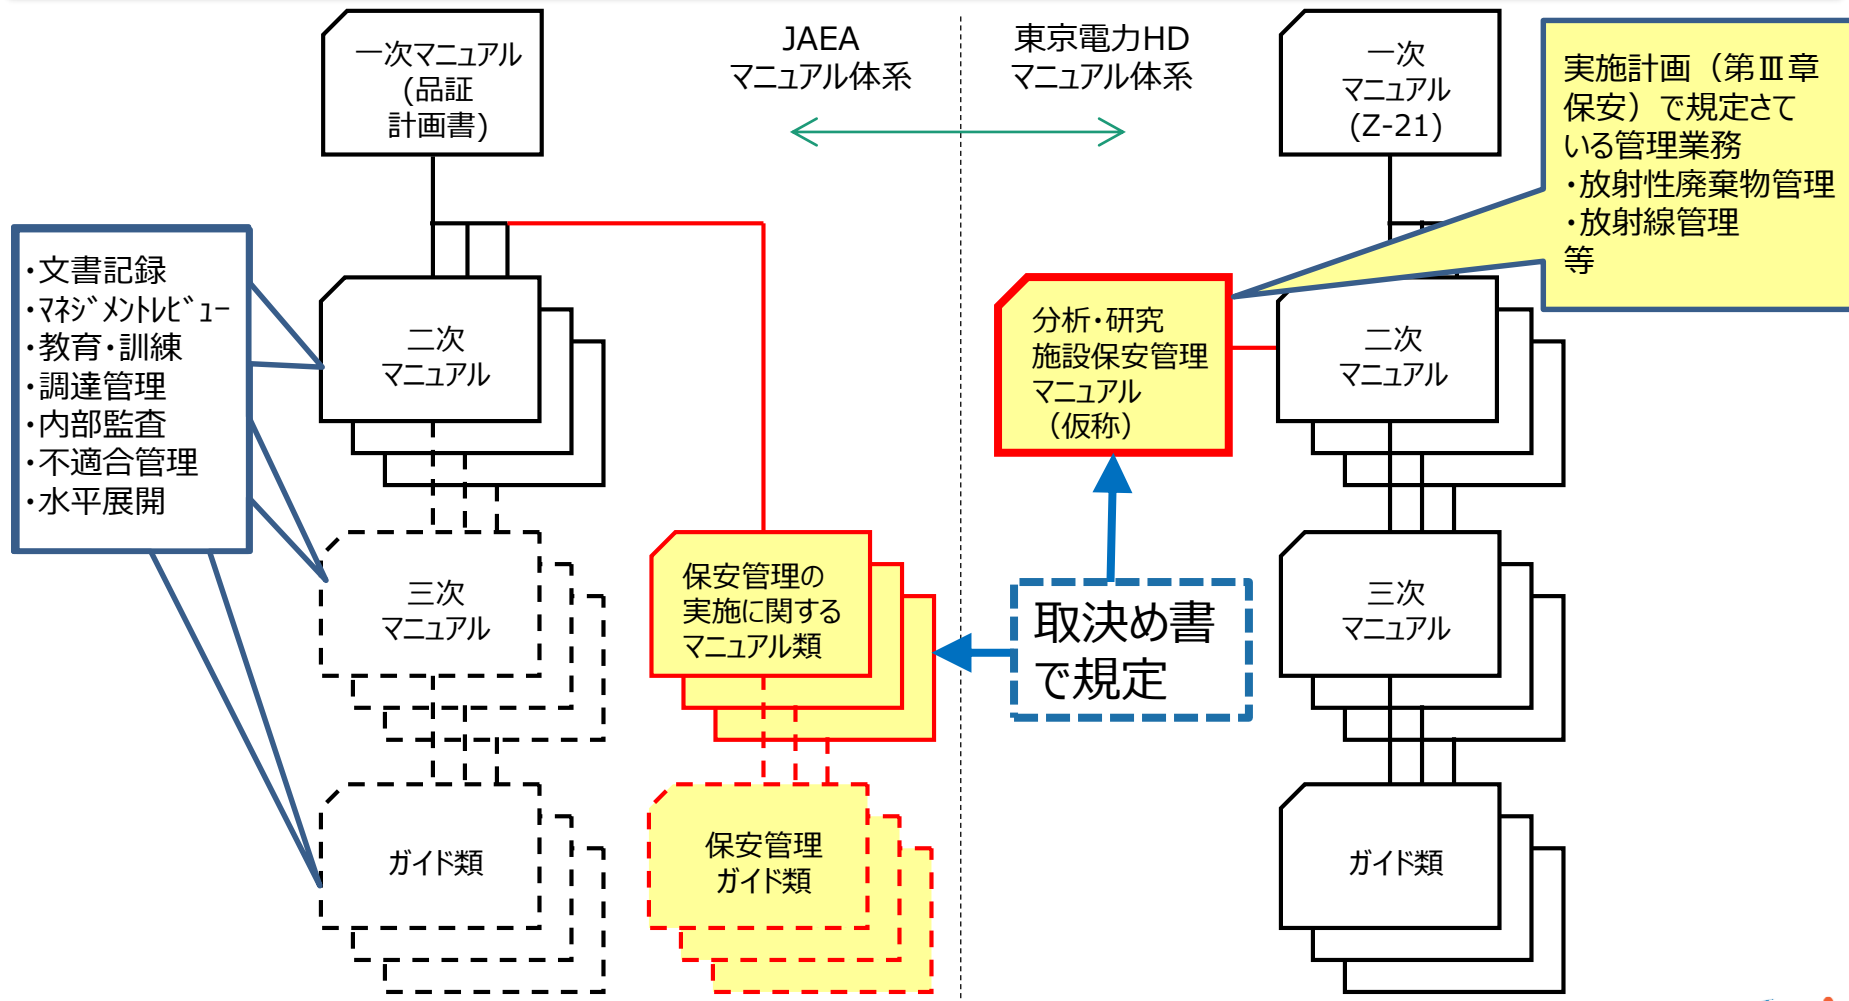 一次マニュアル
(品証
計画書)
JAEA
マニュアル体系
東京電力HD
マニュアル体系
一次
マニュアル
(Z-21)
実施計画（第Ⅲ章
保安）で規定さて
いる管理業務
・放射性廃棄物管理
・放射線管理
等
・文書記録
・ﾏﾈｼﾞﾒﾝﾄﾚﾋﾞｭｰ
・教育・訓練
・調達管理
・内部監査
・不適合管理
・水平展開
二次
マニュアル
分析・研究
施設保安管理
マニュアル
（仮称）
二次
マニュアル
三次
マニュアル
保安管理の
実施に関する
マニュアル類
取決め書
で規定
三次
マニュアル
ガイド類
保安管理
ガイド類
ガイド類